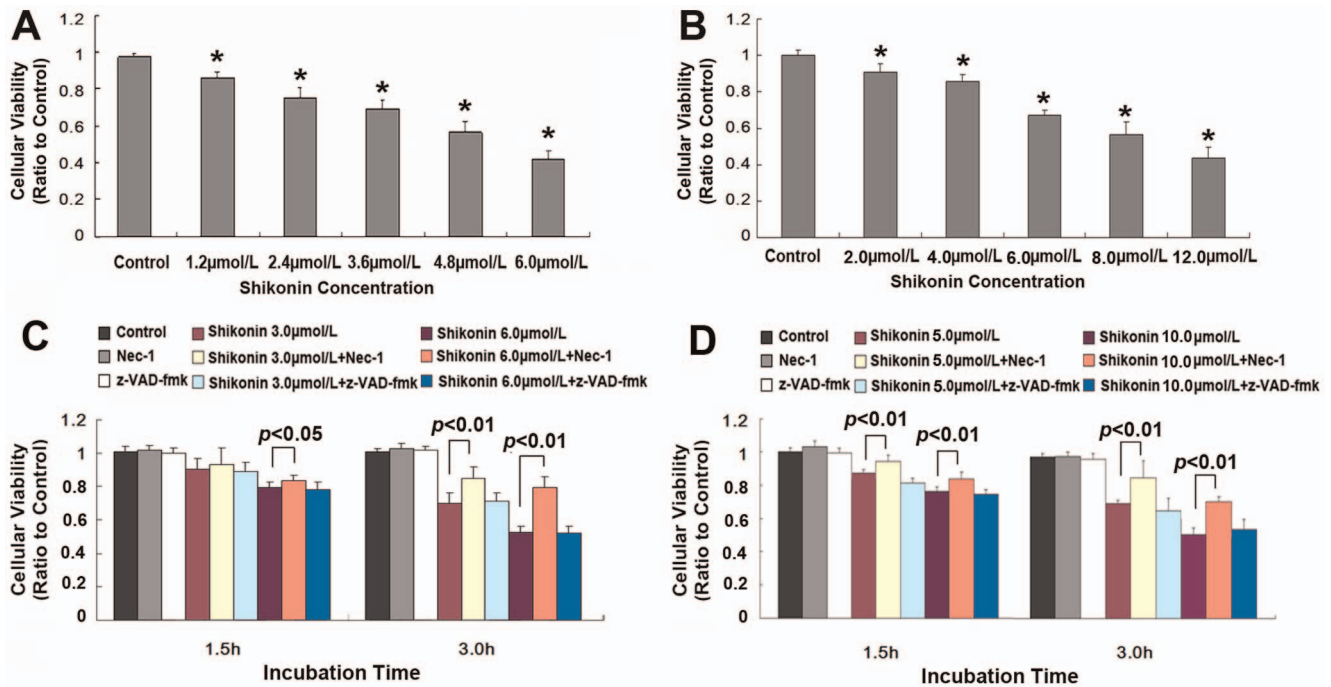 A
Cellular Viability
(Ratio to Control)
1.2
1
0.8
0.6
0.4
0.2
0
*
*
*
*
*
Control 1.2μmol/L 2.4μmol/L 3.6μmol/L 4.8μmol/L 6.0μmol/L
Shikonin Concentration
B
Cellular Viability
(Ratio to Control)
1.2
1
0.8
0.6
0.4
0.2
0
*
*
*
*
*
Control 2.0μmol/L 4.0μmol/L 6.0μmol/L 8.0μmol/L 12.0μmol/L
Shikonin Concentration
C
Control Shikonin 3.0μmol/L Shikonin 6.0μmol/L
Nec-1 Shikonin 3.0μmol/L+Nec-1 Shikonin 6.0μmol/L+Nec-1
z-VAD-fmk Shikonin 3.0μmol/L+z-VAD-fmk Shikonin 6.0μmol/L+z-VAD-fmk
Cellular Viability
(Ratio to Control)
1.2
1
0.8
0.6
0.4
0.2
0
p<0.05
p<0.01
p<0.01
1.5h 3.0h
Incubation Time
D
Control Shikonin 5.0μmol/L Shikonin 10.0μmol/L
Nec-1 Shikonin 5.0μmol/L+Nec-1 Shikonin 10.0μmol/L+Nec-1
z-VAD-fmk Shikonin 5.0μmol/L+z-VAD-fmk Shikonin 10.0μmol/L+z-VAD-fmk
Cellular Viability
(Ratio to Control)
1.2
1
0.8
0.6
0.4
0.2
0
p<0.01
p<0.01
p<0.01
p<0.01
1.5h 3.0h
Incubation Time